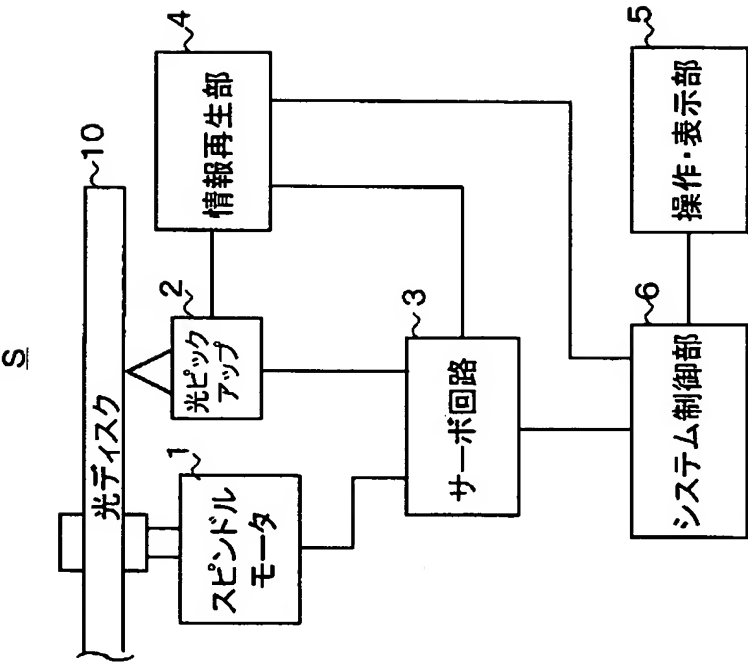 S
10
光ディスク
1
スピンドル
モータ
2
光ピック
アップ
4
情報再生部
3
サーボ回路
6
システム制御部
5
操作・表示部